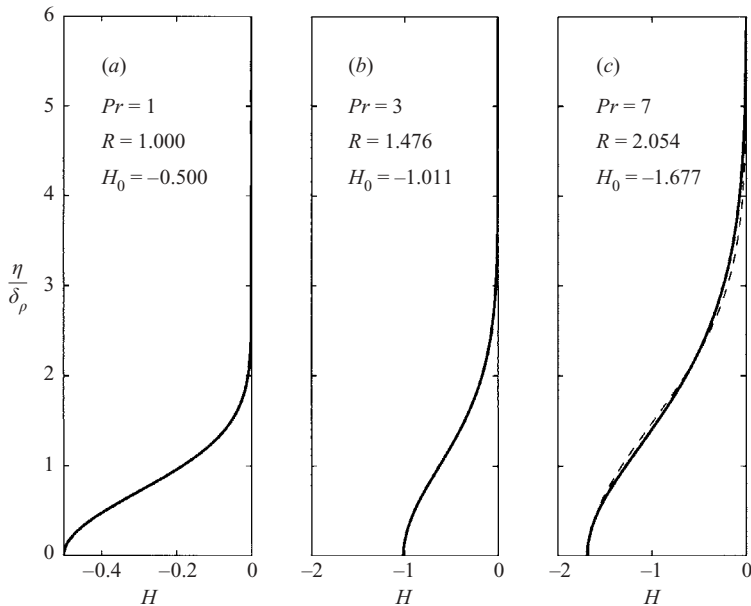 (a)
Pr = 1
R = 1.000
H0 = –0.500
(b)
Pr = 3
R = 1.476
H0 = –1.011
(c)
Pr = 7
R = 2.054
H0 = –1.677
6
5
4
3
2
1
0
η
δρ
–0.4
–0.2
0
–2
–1
0
–2
–1
0
H
H
H